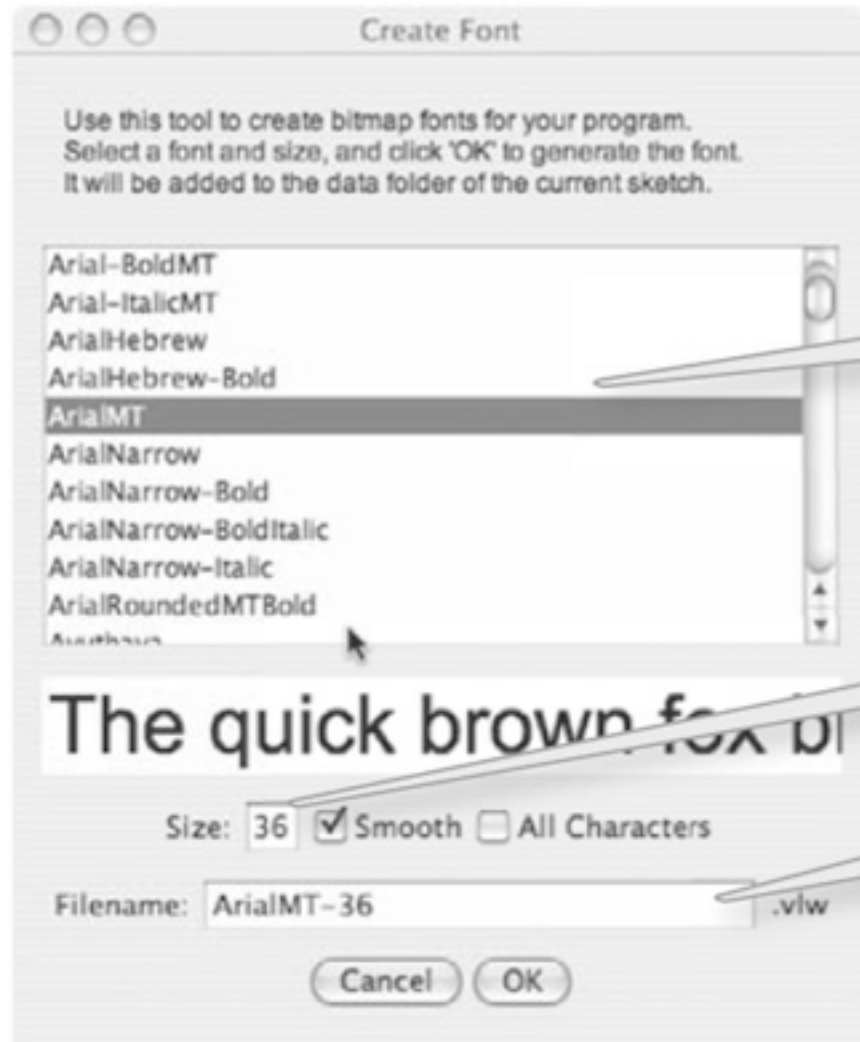 Create Font
Use this tool to create bitmap fonts for your program.
Select a font and size, and click 'OK' to generate the font.
It will be added to the data folder of the current sketch.
Arial-BoldMT
Arial-ItalicMT
ArialHebrew
ArialHebrew-Bold
ArialMT
ArialNarrow
ArialNarrow-Bold
ArialNarrow-BoldItalic
ArialNarrow-Italic
ArialRoundedMTBold
Ayuthaya
The quick brown fox
Size: 36 Smooth All Characters
Filename: ArialMT-36 .vlw
Cancel OK